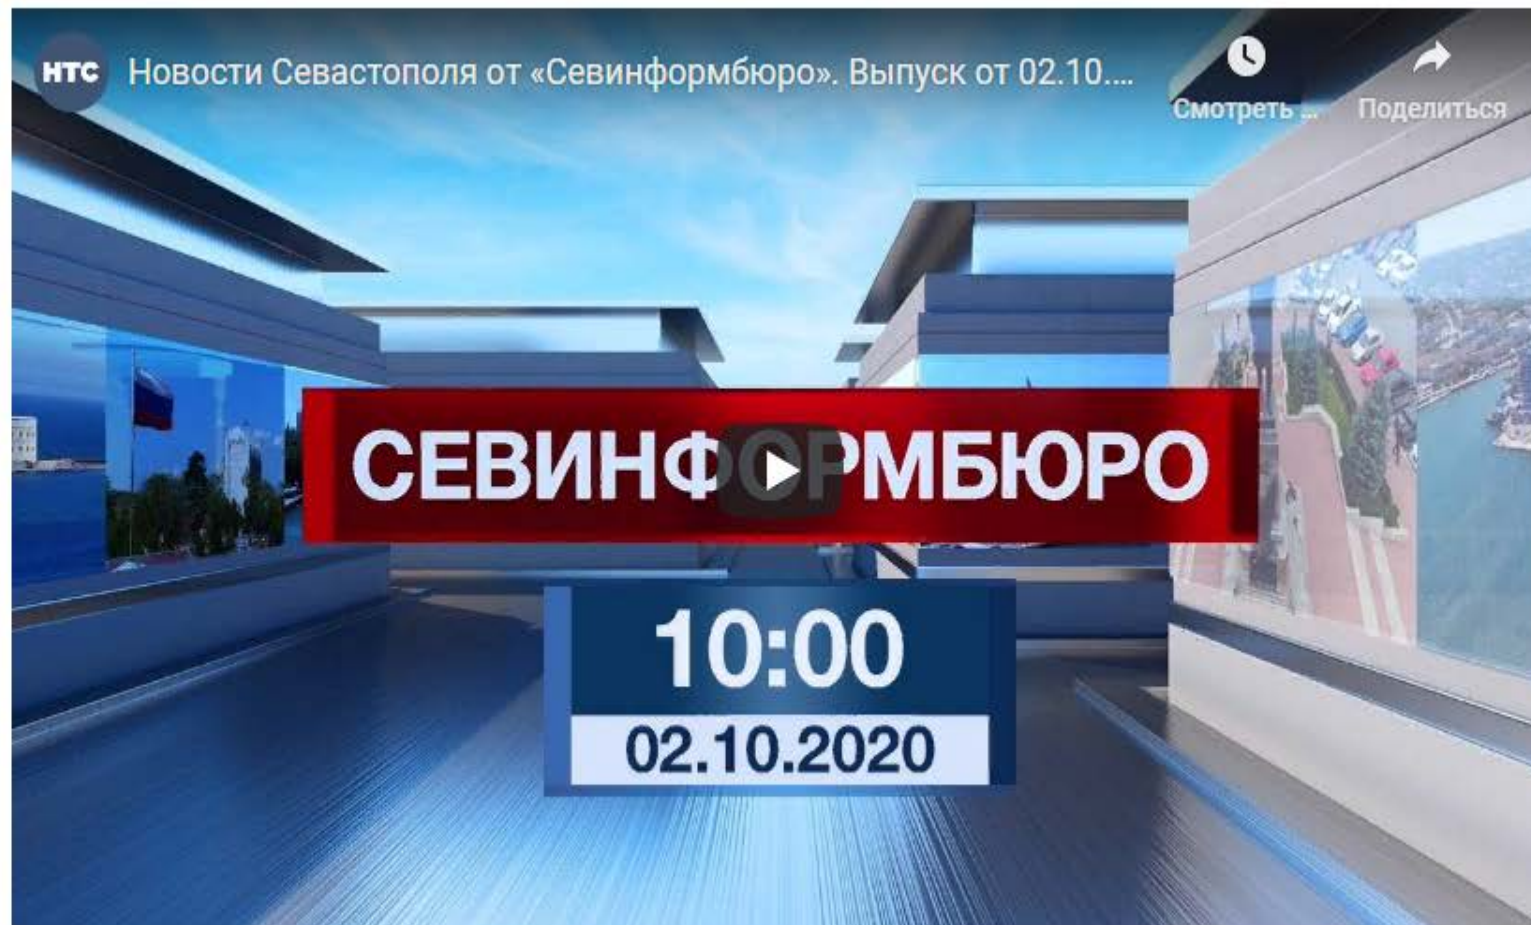 НТС Новости Севастополя от «Севинформбюро». Выпуск от 02.10....
Смотреть ... Поделиться
СЕВИНФОРМБЮРО
10:00
02.10.2020